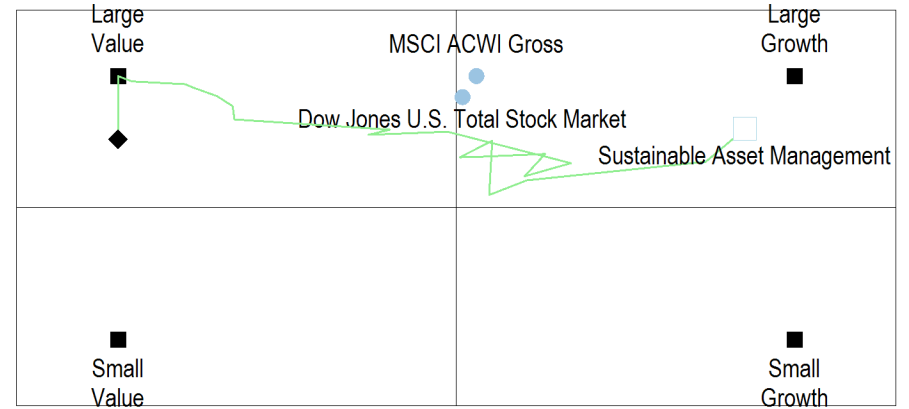 Large
Value
Large
Growth
MSCI ACWI Gross
Dow Jones U.S. Total Stock Market
Sustainable Asset Management
Small
Value
Small
Growth